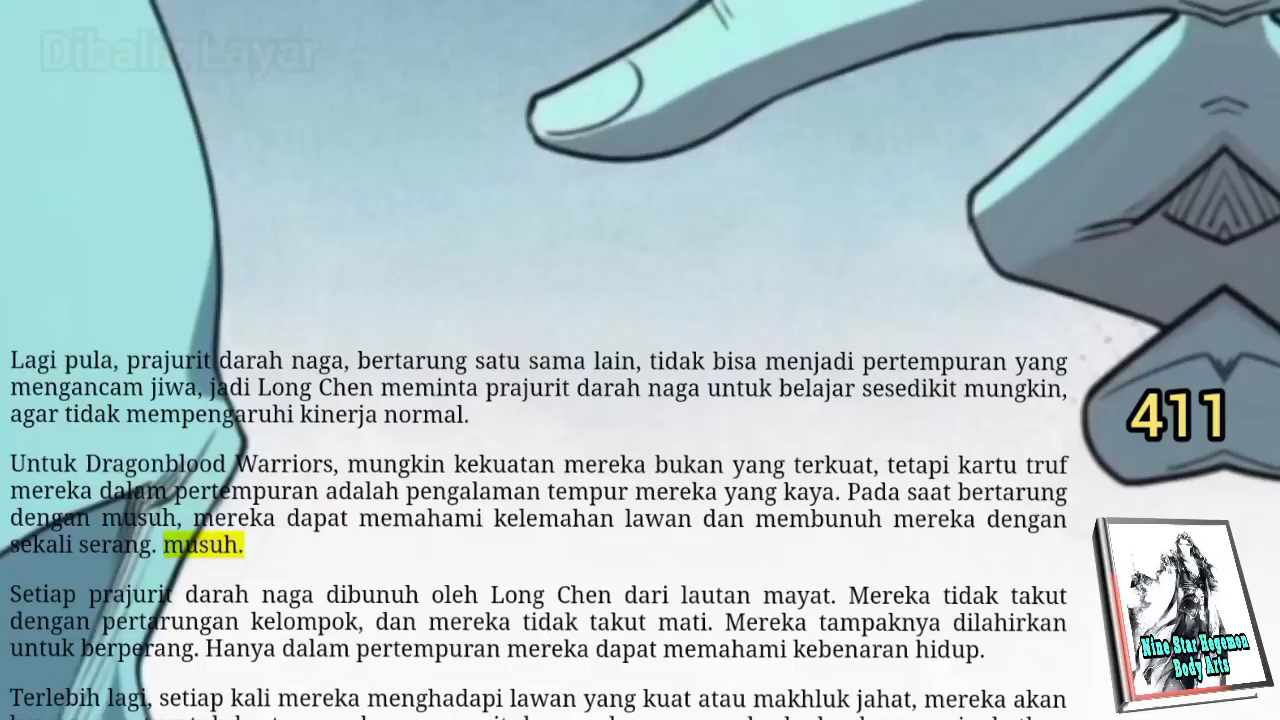 Dibalik Layar
Lagi pula, prajurit darah naga, bertarung satu sama lain, tidak bisa menjadi pertempuran yang
mengancam jiwa, jadi Long Chen meminta prajurit darah naga untuk belajar sesedikit mungkin,
agar tidak mempengaruhi kinerja normal.
411
Untuk Dragonblood Warriors, mungkin kekuatan mereka bukan yang terkuat, tetapi kartu truf
mereka dalam pertempuran adalah pengalaman tempur mereka yang kaya. Pada saat bertarung
dengan musuh, mereka dapat memahami kelemahan lawan dan membunuh mereka dengan
sekali serang. musuh.
Setiap prajurit darah naga dibunuh oleh Long Chen dari lautan mayat. Mereka tidak takut
dengan pertarungan kelompok, dan mereka tidak takut mati. Mereka tampaknya dilahirkan
untuk berperang. Hanya dalam pertempuran mereka dapat memahami kebenaran hidup.
Nine Star Hegemon
Body Arts
Terlebih lagi, setiap kali mereka menghadapi lawan yang kuat atau makhluk jahat, mereka akan